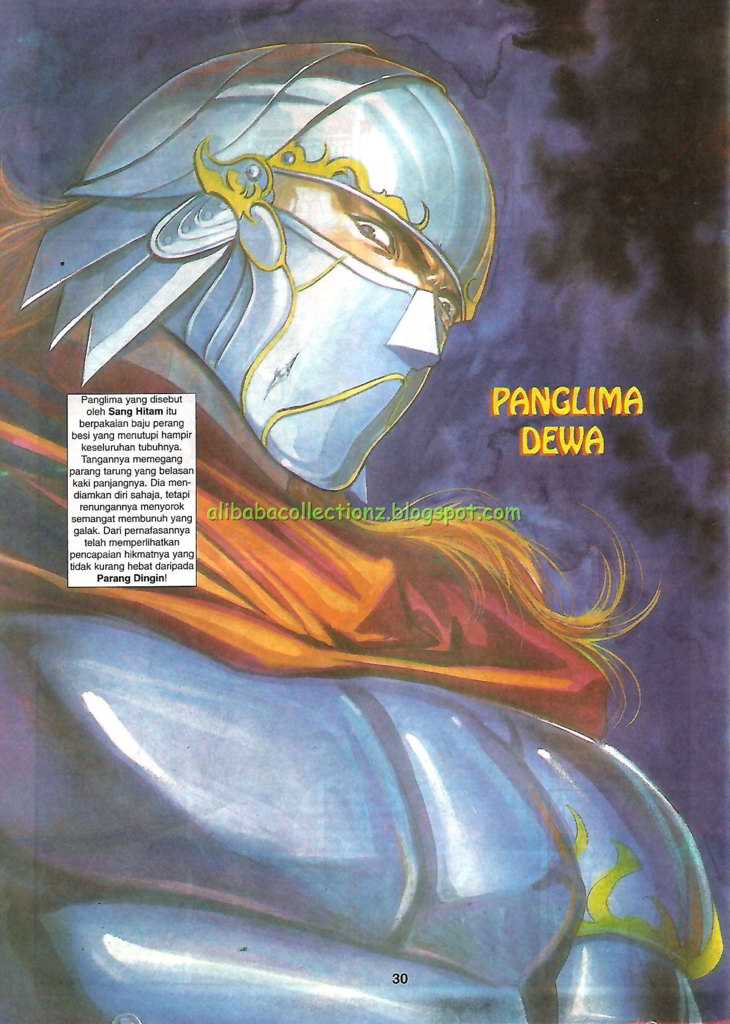 PANGLIMA
DEWA
Panglima yang disebut
oleh Sang Hitam itu
berpakaian baju perang
besi yang menutupi hampir
keseluruhan tubuhnya.
Tangannya memegang
parang tarung yang belasan
kaki panjangnya. Dia men-
diamkan diri sahaja, tetapi
renungannya menyorok
semangat membunuh yang
galak. Dari pernafasannya
telah memperlihatkan
pencapaian hikmatnya yang
tidak kurang hebat daripada
Parang Dingin!
alibabacollectionz.blogspot.com
30